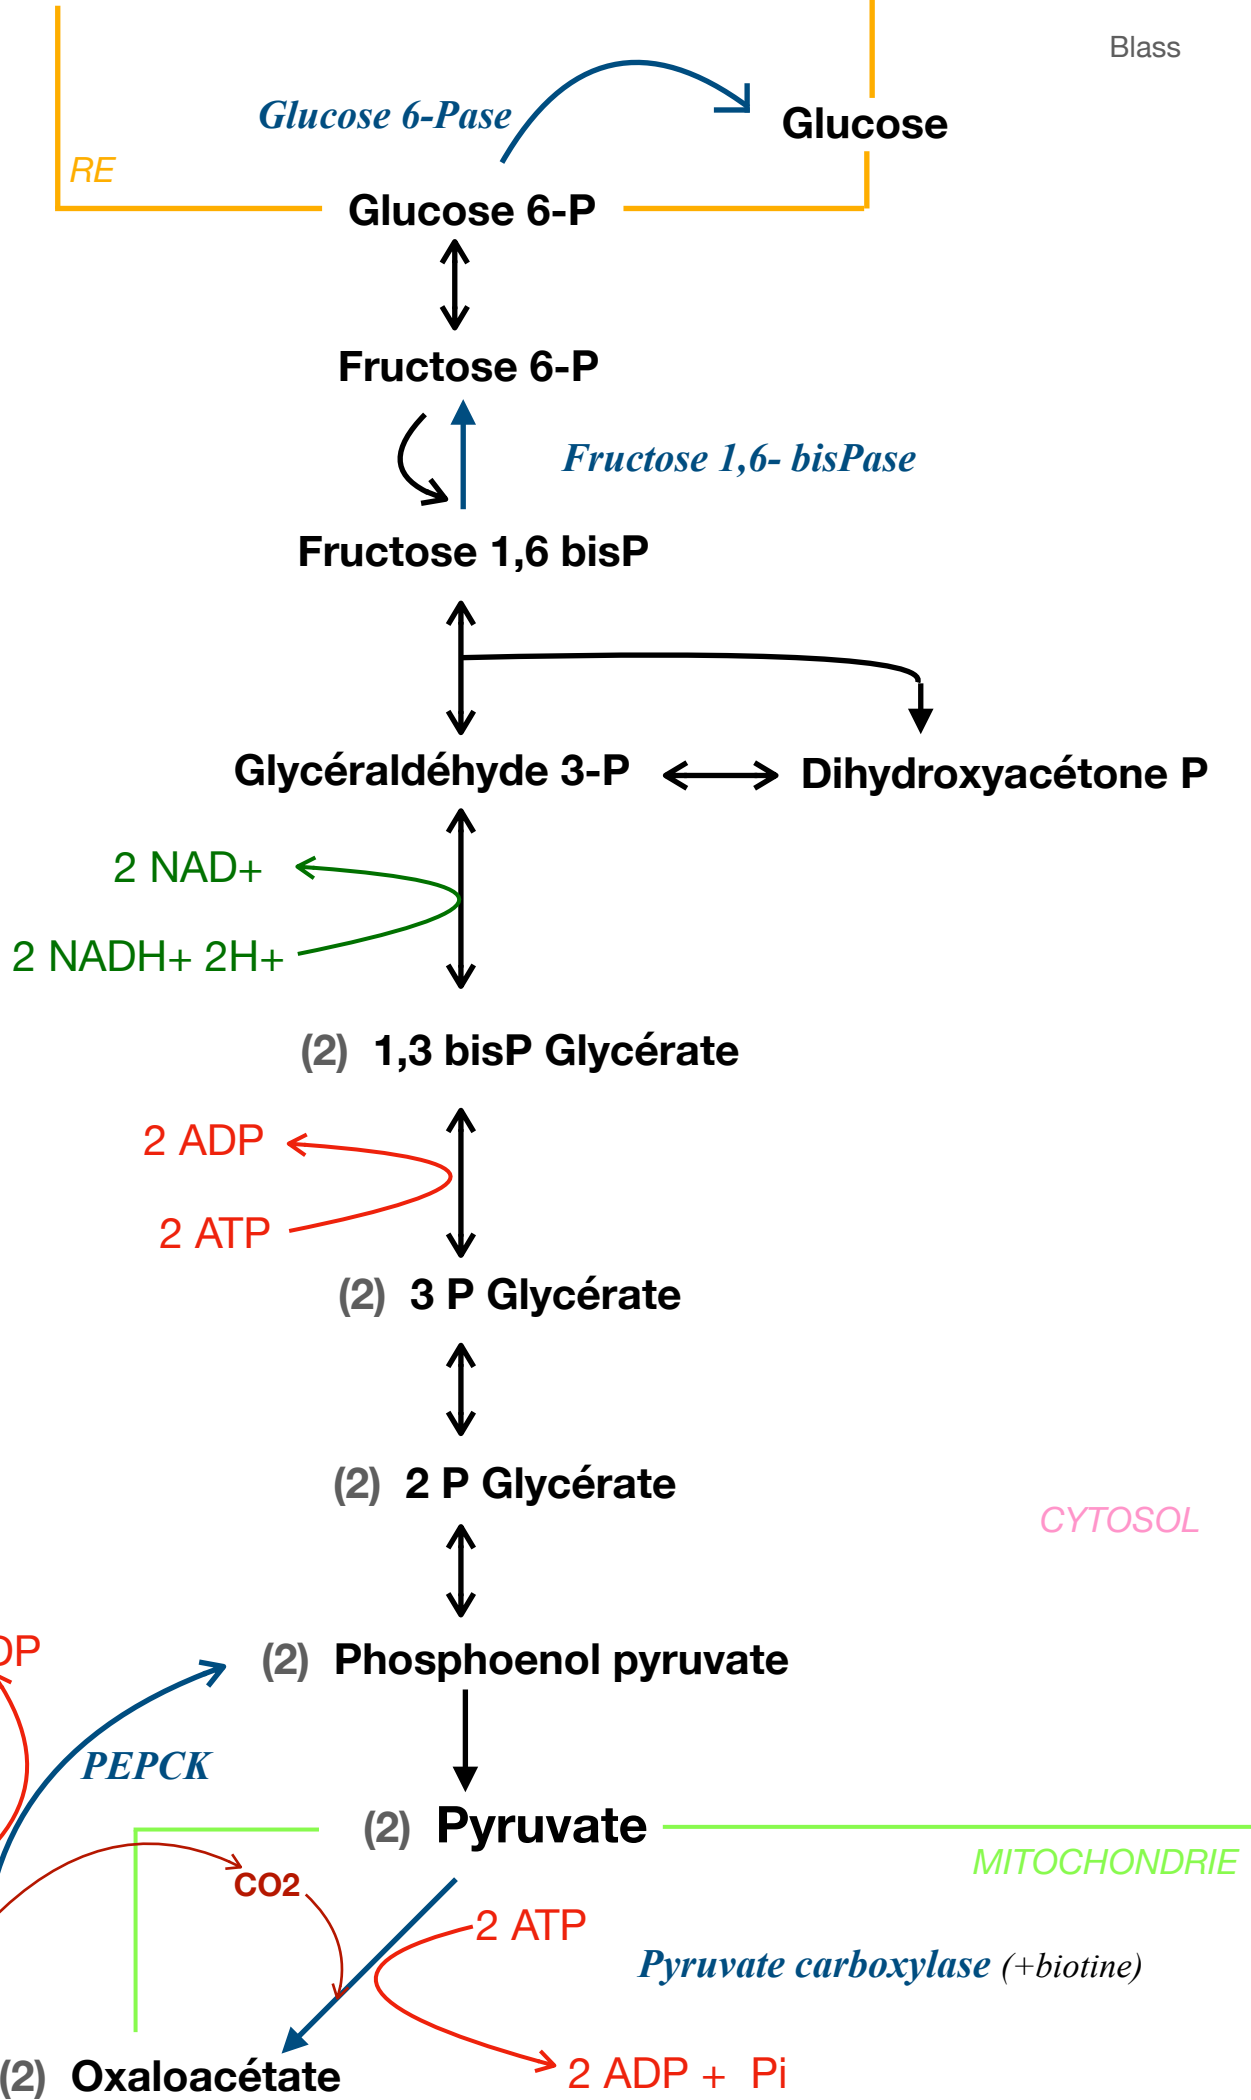 Blass
Glucose 6-Pase
Glucose
RE
Glucose 6-P
Fructose 6-P
Fructose 1,6- bisPase
Fructose 1,6 bisP
Glycéraldéhyde 3-P
Dihydroxyacétone P
2 NAD+
2 NADH+ 2H+
(2) 1,3 bisP Glycérate
2 ADP
2 ATP
(2) 3 P Glycérate
(2) 2 P Glycérate
CYTOSOL
DP
(2) Phosphoenol pyruvate
PEPCK
(2) Pyruvate
MITOCHONDRIE
CO2
2 ATP
Pyruvate carboxylase (+biotine)
(2) Oxaloacétate
2 ADP + Pi